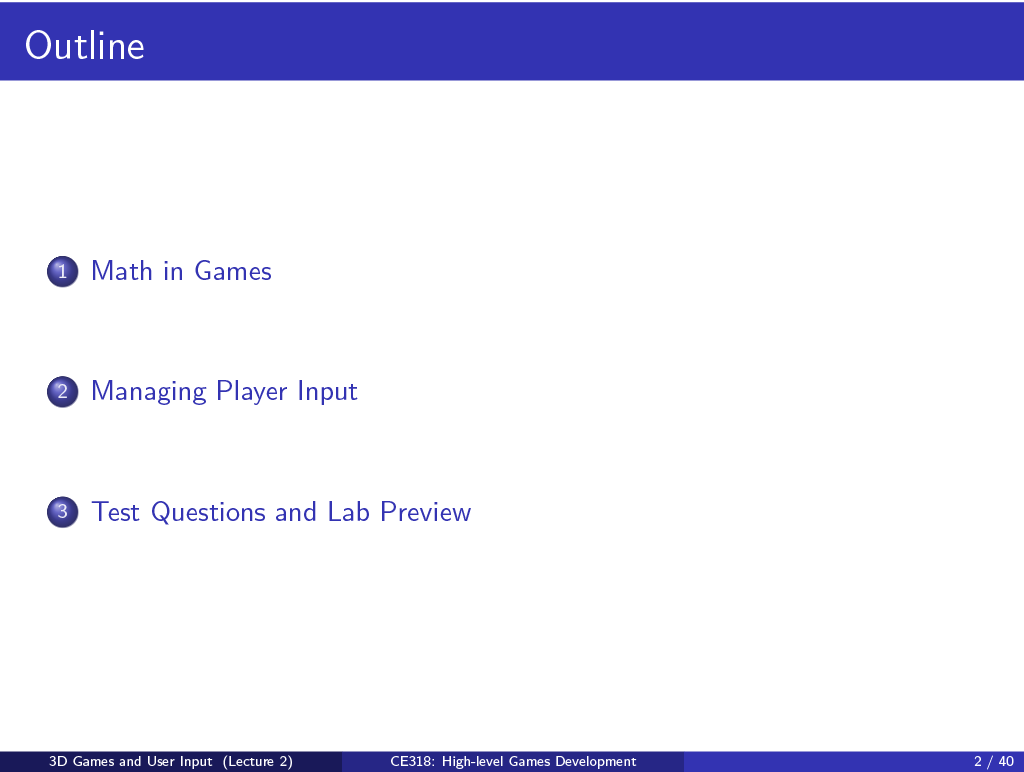 Outline
1 Math in Games
2 Managing Player Input
3 Test Questions and Lab Preview
3D Games and User Input (Lecture 2) CE318: High-level Games Development 2 / 40